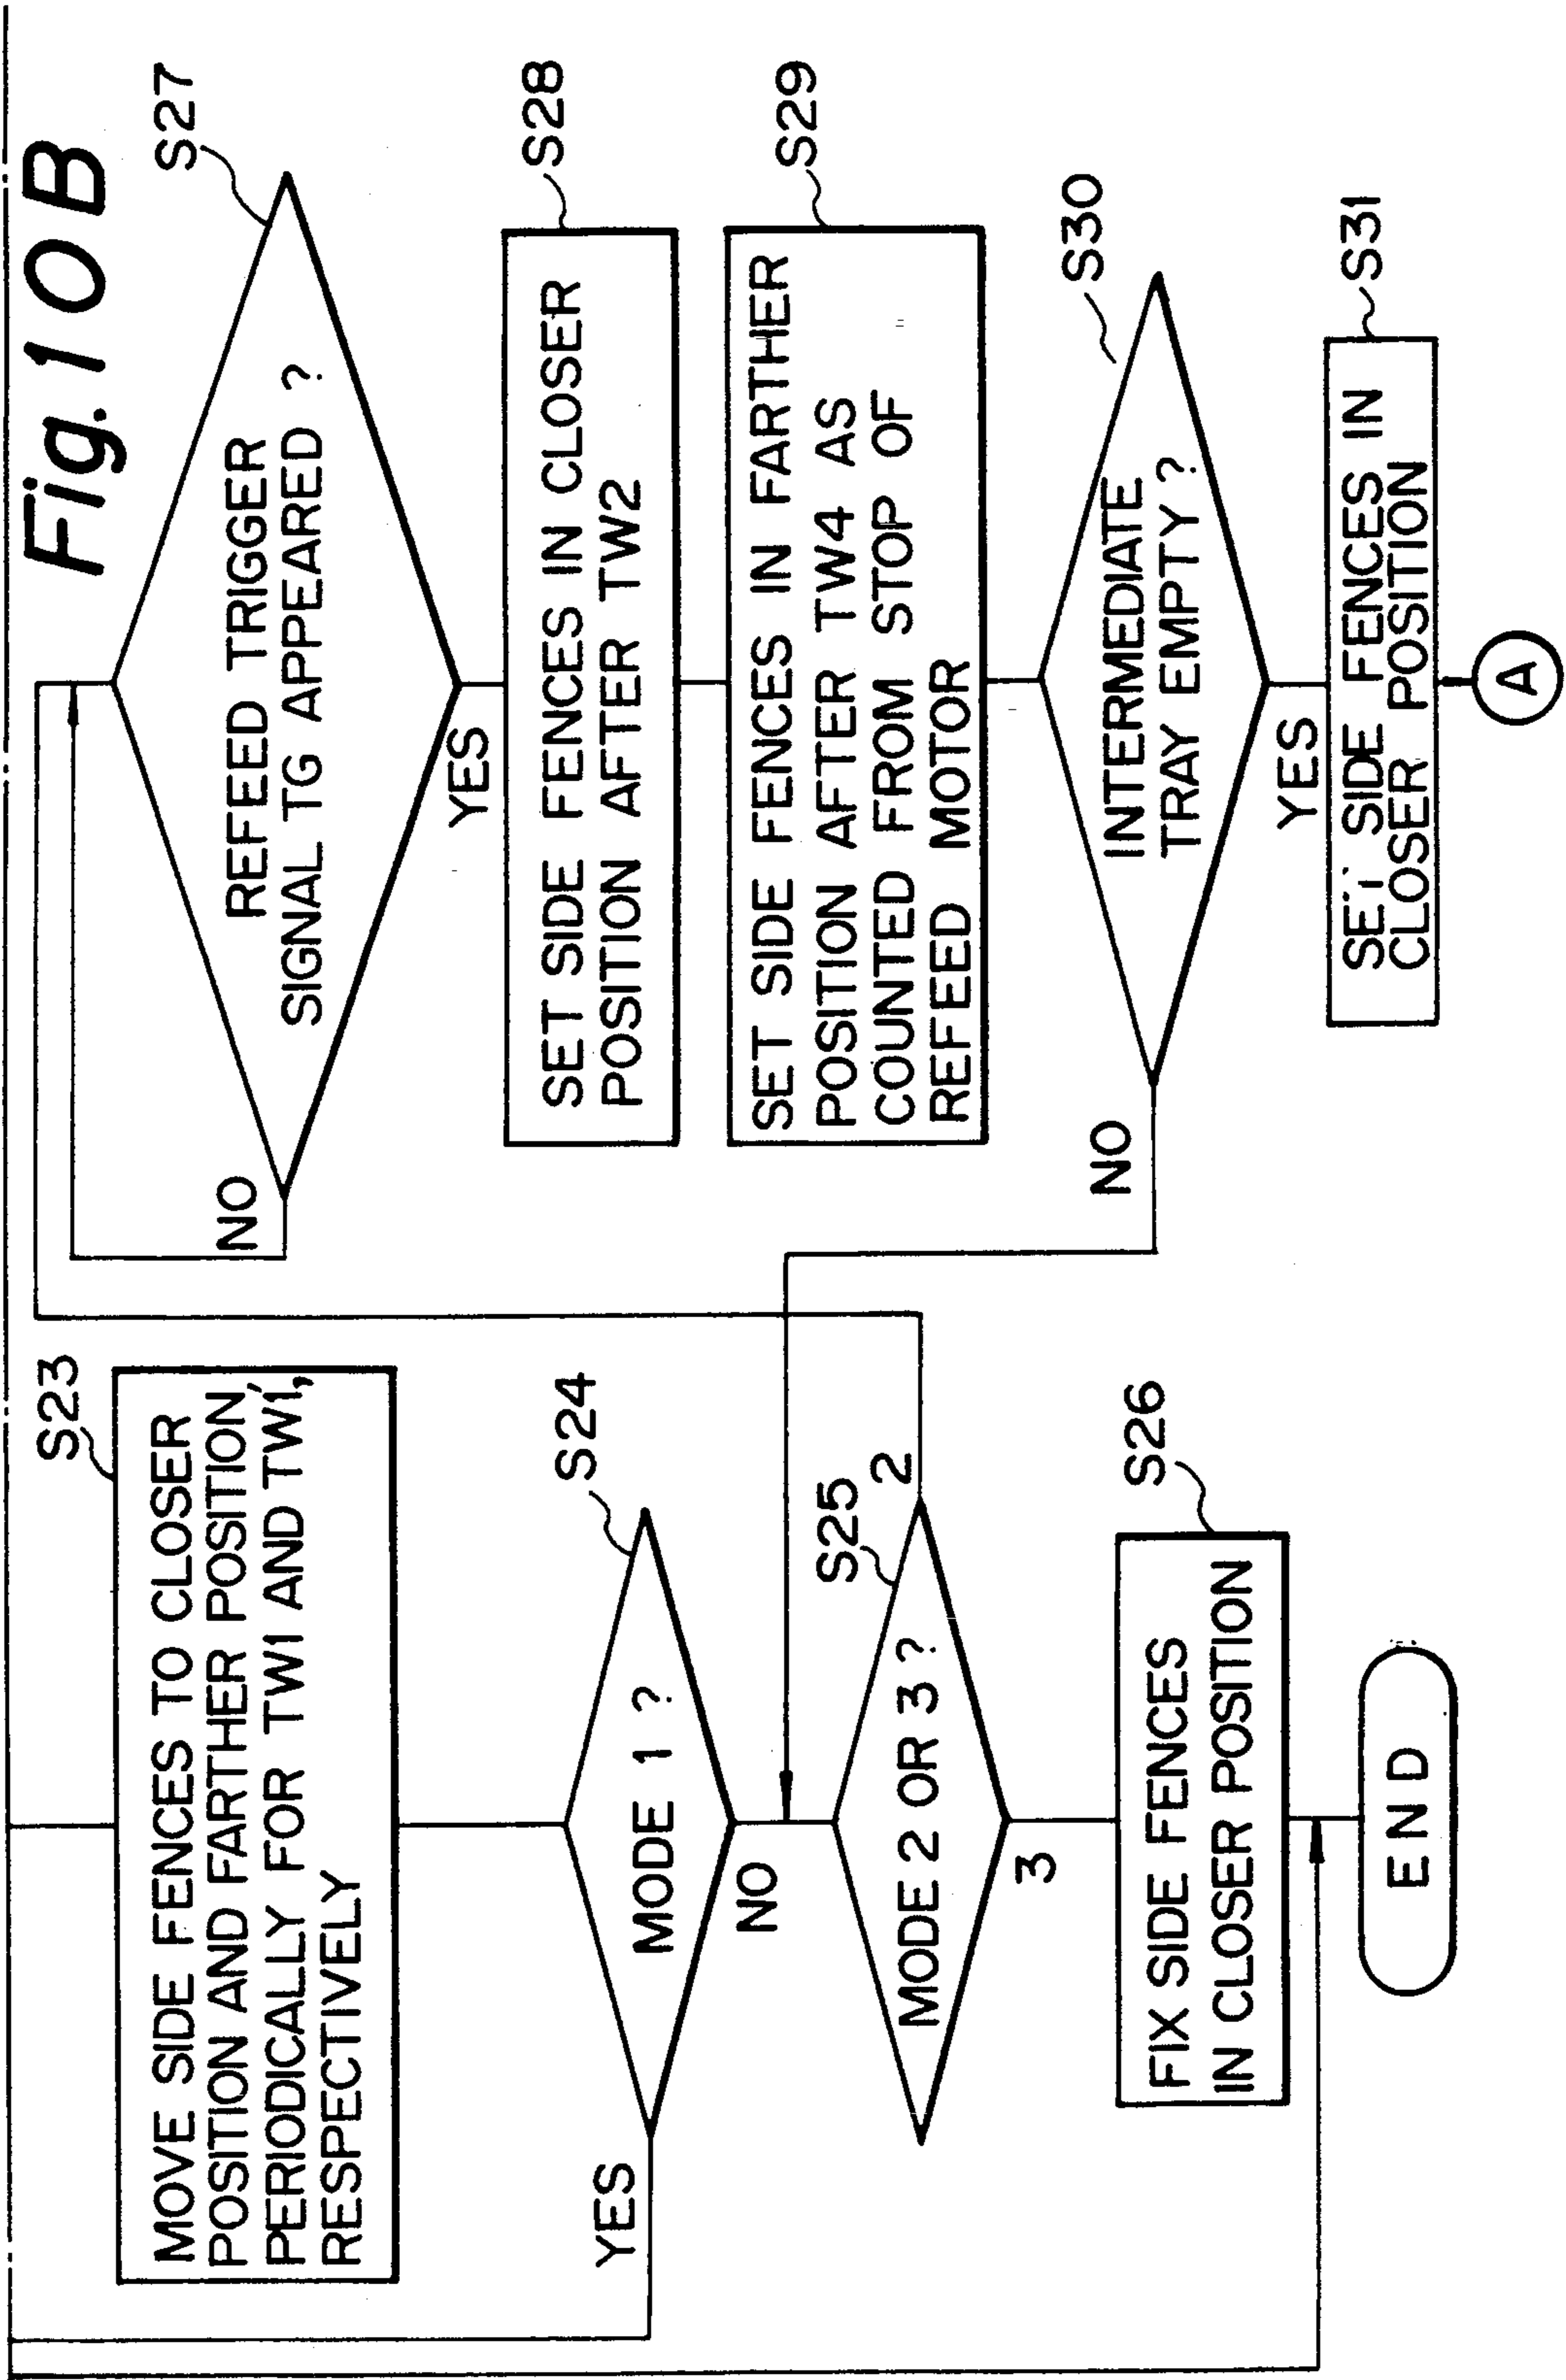 Fig. 10 B
S23
MOVE SIDE FENCES TO CLOSER
POSITION AND FARTHER POSITION,
PERIODICALLY FOR TW1 AND TW1,
RESPECTIVELY
S24
MODE 1 ?
YES
NO
S25
MODE 2 OR 3 ?
2
3
S26
FIX SIDE FENCES
IN CLOSER POSITION
END
S27
REFEED TRIGGER
SIGNAL TG APPEARED ?
NO
YES
S28
SET SIDE FENCES IN CLOSER
POSITION AFTER TW2
S29
SET SIDE FENCES IN FARTHER
POSITION AFTER TW4 AS
COUNTED FROM STOP OF
REFEED MOTOR
S30
INTERMEDIATE
TRAY EMPTY ?
NO
YES
S31
SET SIDE FENCES IN
CLOSER POSITION
A